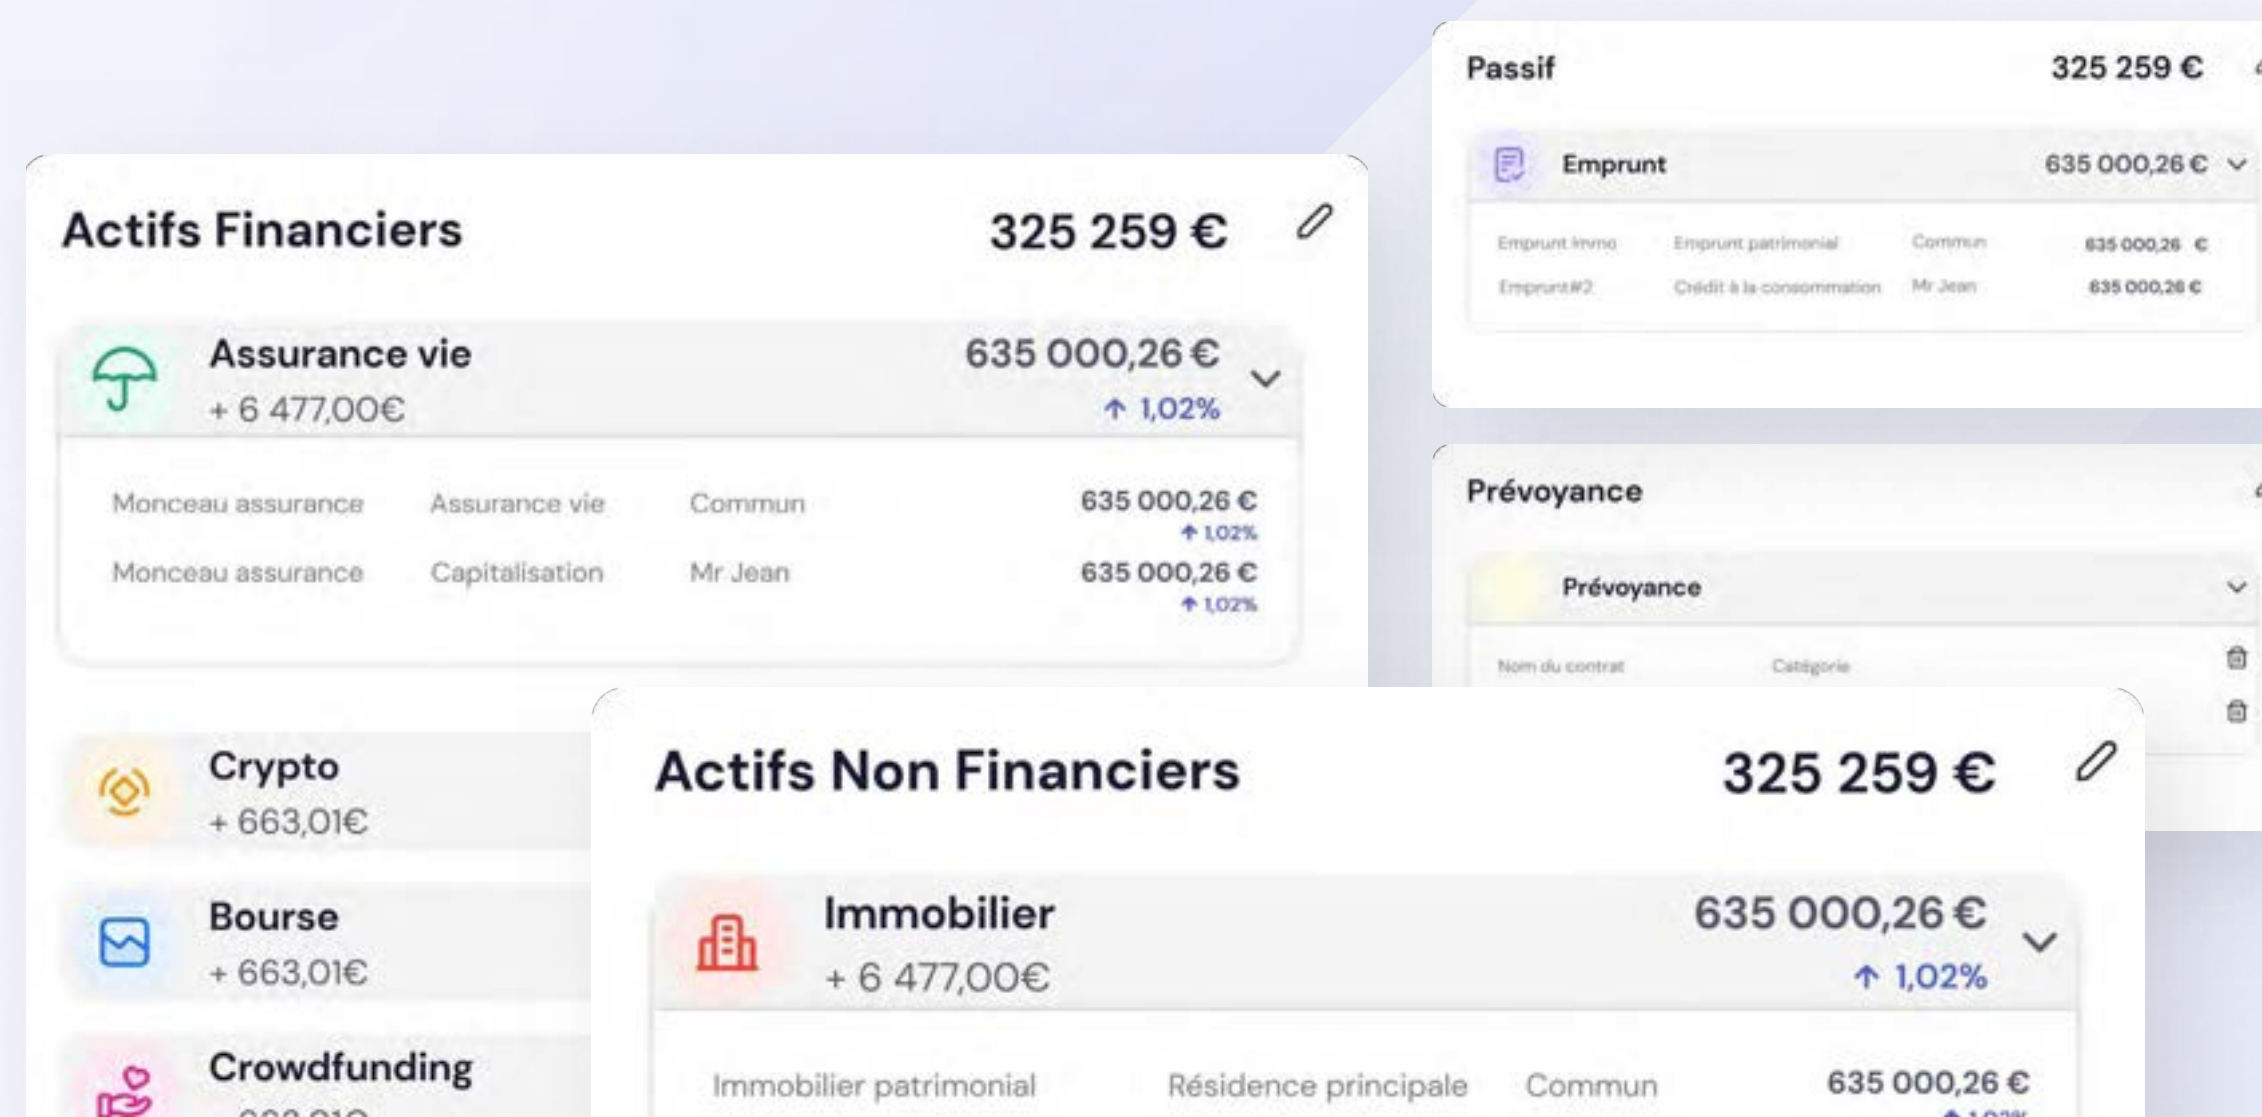 Passif 325 259 €
Emprunt 635 000,26 €
Emprunt Immo Emprunt patrimonial Commun 635 000,26 €
Emprunt#2 Crédit à la consommation Mr Jean 635 000,26 €
Actifs Financiers 325 259 €
Assurance vie 635 000,26 €
+ 6 477,00€ ↑ 1,02%
Monceau assurance Assurance vie Commun 635 000,26 €
↑ 1,02%
Monceau assurance Capitalisation Mr Jean 635 000,26 €
↑ 1,02%
Prévoyance
Prévoyance
Nom du contrat Catégorie
Crypto
+ 663,01€
Bourse
+ 663,01€
Crowdfunding
Actifs Non Financiers 325 259 €
Immobilier 635 000,26 €
+ 6 477,00€ ↑ 1,02%
Immobilier patrimonial Résidence principale Commun 635 000,26 €